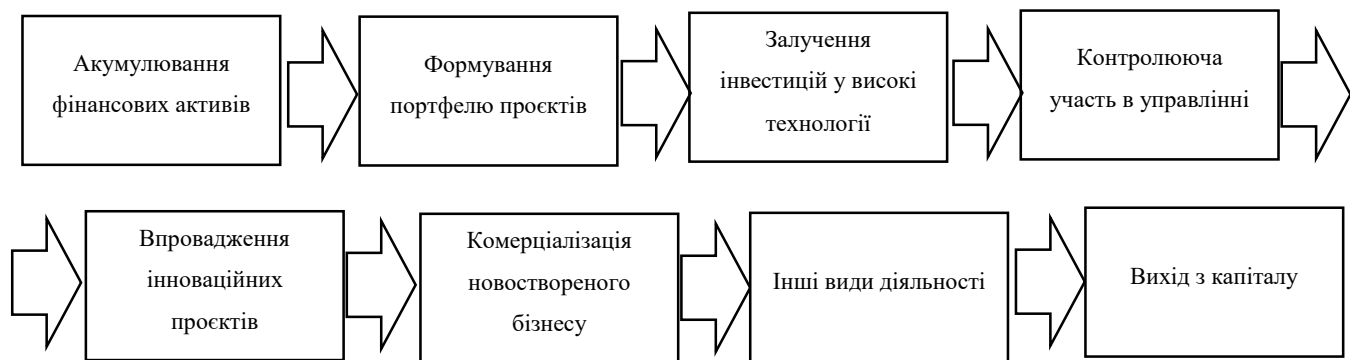 Акумулювання
фінансових активів
Формування
портфелю проєктів
Залучення
інвестицій у високі
технології
Контролююча
участь в управлінні
Впровадження
інноваційних
проєктів
Комерціалізація
новоствореного
бізнесу
Інші види діяльності
Вихід з капіталу